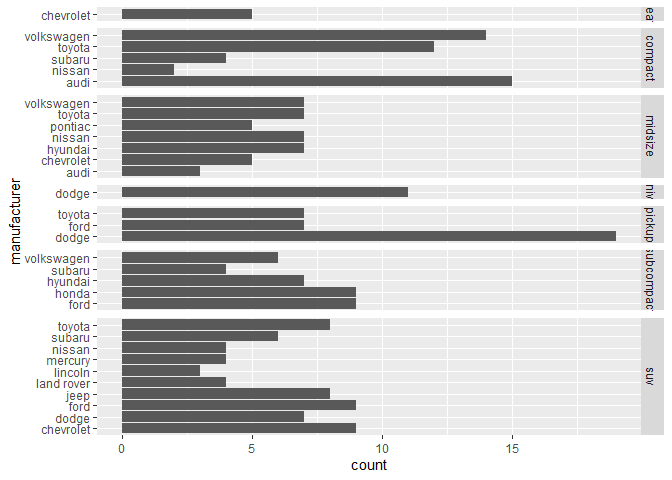 chevrolet
volkswagen
toyota
subaru
nissan
audi
compact
volkswagen
toyota
pontiac
nissan
hyundai
chevrolet
audi
midsize
dodge
toyota
ford
dodge
pickup
volkswagen
subaru
hyundai
honda
ford
subcompact
toyota
subaru
nissan
mercury
lincoln
land rover
jeep
ford
dodge
chevrolet
suv
manufacturer
0 5 10 15
count